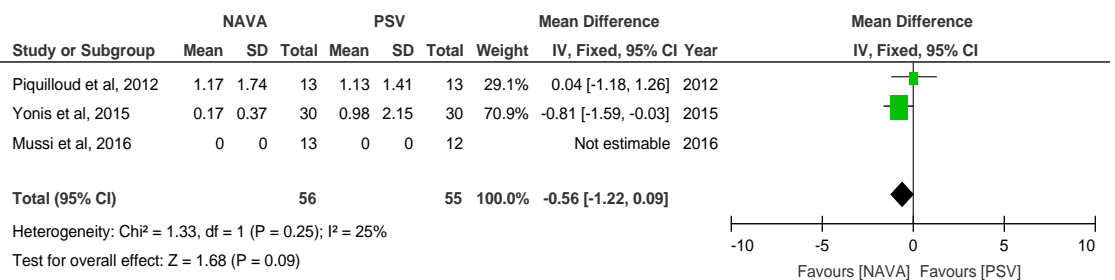 NAVA PSV Mean Difference Mean Difference
Study or Subgroup Mean SD Total Mean SD Total Weight IV, Fixed, 95% CI Year IV, Fixed, 95% CI
Piquilloud et al, 2012 1.17 1.74 13 1.13 1.41 13 29.1% 0.04 [-1.18, 1.26] 2012
Yonis et al, 2015 0.17 0.37 30 0.98 2.15 30 70.9% -0.81 [-1.59, -0.03] 2015
Mussi et al, 2016 0 0 13 0 0 12 Not estimable 2016
Total (95% CI) 56 55 100.0% -0.56 [-1.22, 0.09]
Heterogeneity: Chi² = 1.33, df = 1 (P = 0.25); I² = 25%
Test for overall effect: Z = 1.68 (P = 0.09)
-10 -5 0 5 10
Favours [NAVA] Favours [PSV]